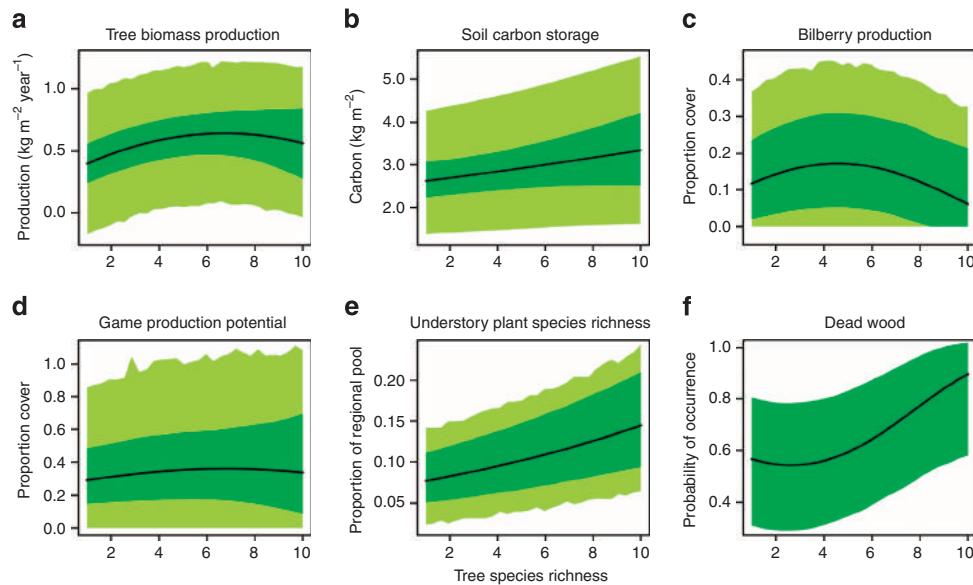 a
Tree biomass production
Production (kg m⁻² year⁻¹)
1.0
0.5
0.0
2 4 6 8 10
b
Soil carbon storage
Carbon (kg m⁻²)
5.0
4.0
3.0
2.0
2 4 6 8 10
c
Bilberry production
Proportion cover
0.4
0.3
0.2
0.1
0.0
2 4 6 8 10
d
Game production potential
Proportion cover
1.0
0.8
0.6
0.4
0.2
0.0
2 4 6 8 10
e
Understory plant species richness
Proportion of regional pool
0.20
0.15
0.10
0.05
2 4 6 8 10
Tree species richness
f
Dead wood
Probability of occurrence
1.0
0.8
0.6
0.4
2 4 6 8 10